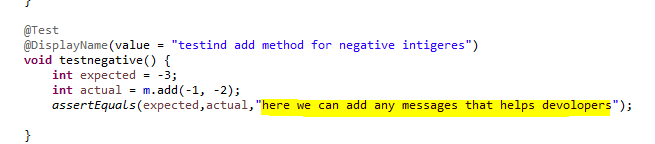 }
@Test
@DisplayName(value = "testind add method for negative intigeres")
void testnegative() {
int expected = -3;
int actual = m.add(-1, -2);
assertEquals(expected,actual,"here we can add any messages that helps devolopers");
}